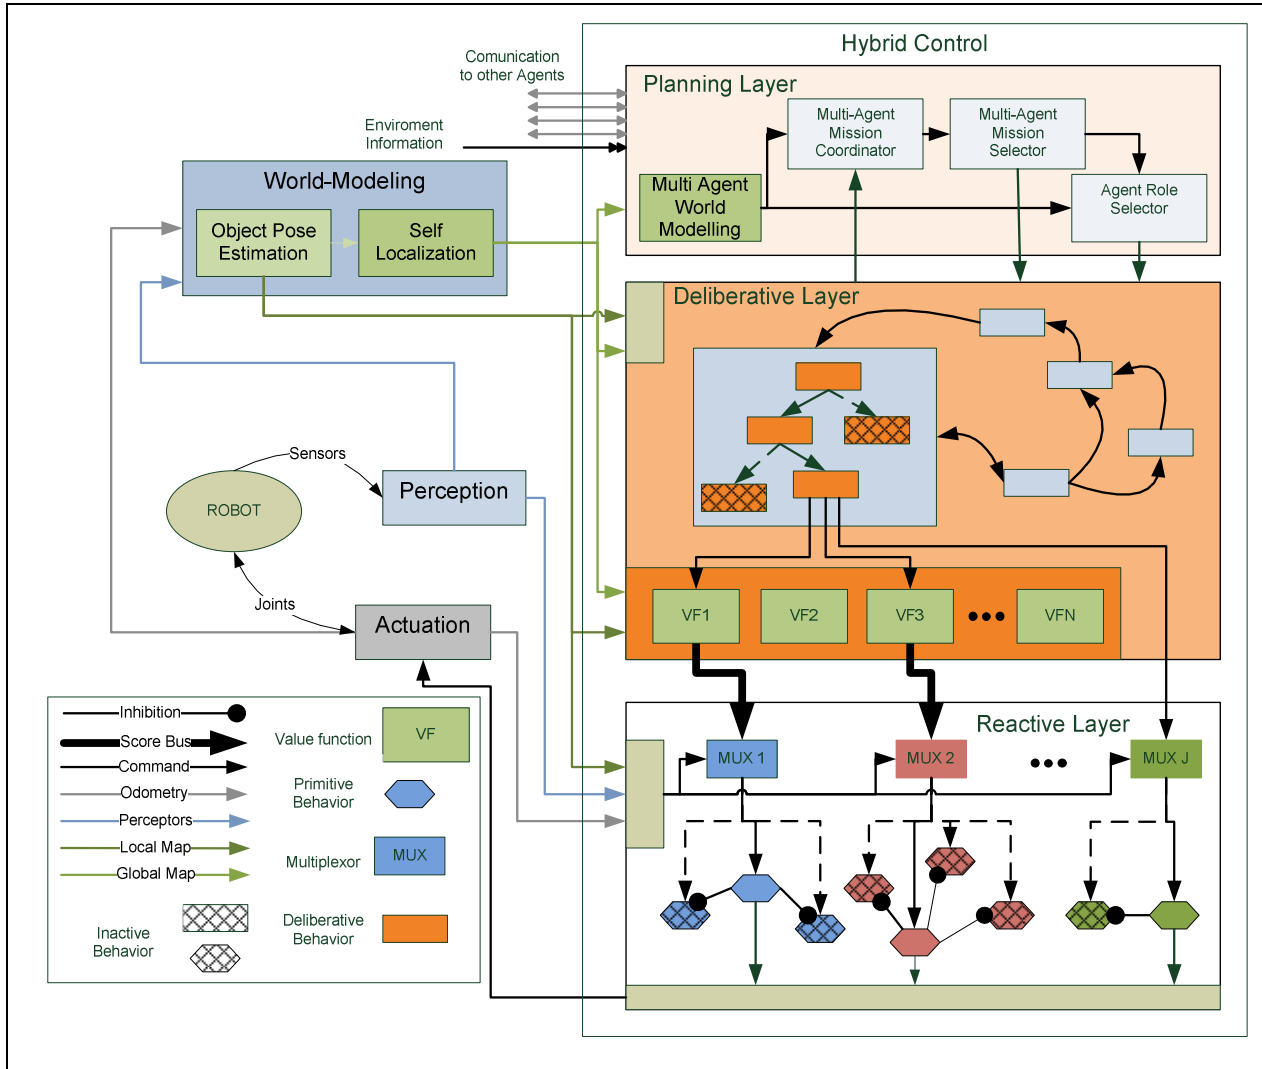 Hybrid Control
Comunication
to other Agents
Enviroment
Information
Planning Layer
Multi-Agent
Mission
Coordinator
Multi-Agent
Mission
Selector
Multi Agent
World
Modelling
Agent Role
Selector
World-Modeling
Object Pose
Estimation
Self
Localization
Deliberative Layer
Sensors
ROBOT
Perception
Joints
Actuation
VF1
VF2
VF3
VFN
Reactive Layer
MUX 1
MUX 2
MUX J
Inhibition
Score Bus
Command
Odometry
Perceptors
Local Map
Global Map
Inactive
Behavior
Value function
VF
Primitive
Behavior
Multiplexor
MUX
Deliberative
Behavior